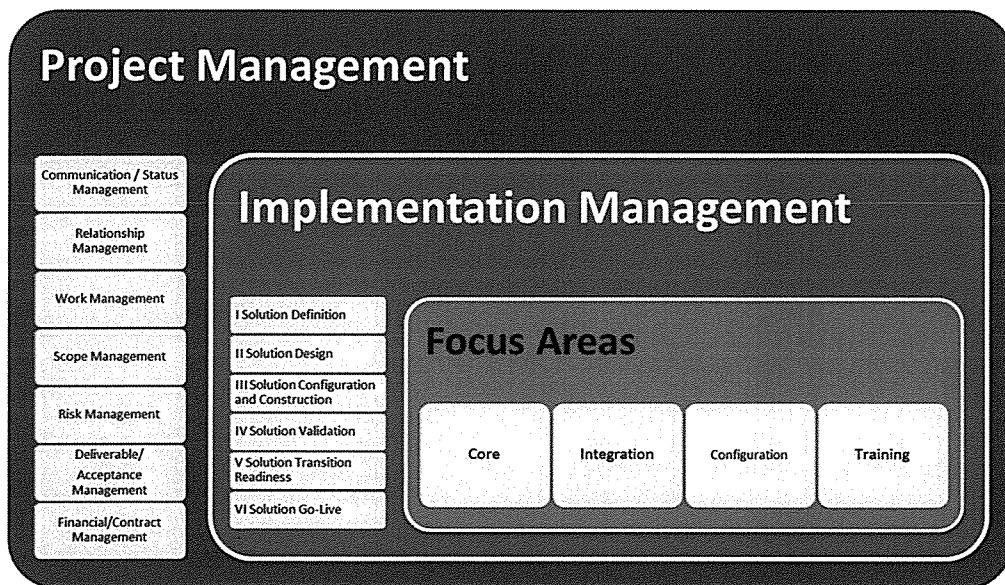 Project Management
Communication / Status
Management
Relationship
Management
Work Management
Scope Management
Risk Management
Deliverable/
Acceptance
Management
Financial/Contract
Management
Implementation Management
I Solution Definition
II Solution Design
III Solution Configuration
and Construction
IV Solution Validation
V Solution Transition
Readiness
VI Solution Go-Live
Focus Areas
Core
Integration
Configuration
Training